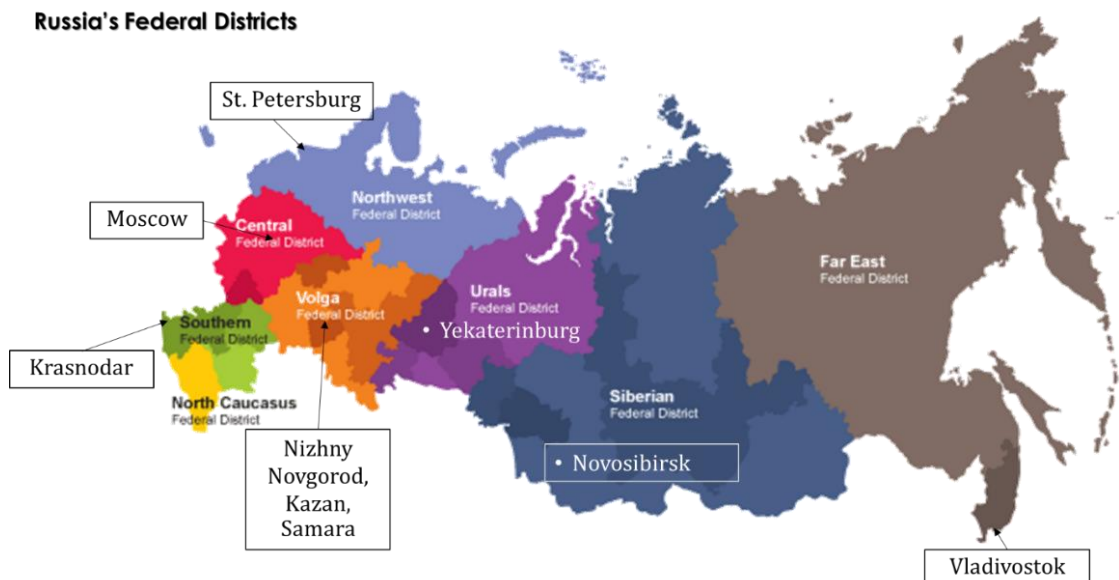 Russia's Federal Districts
St. Petersburg
Northwest
Federal District
Moscow
Central
Federal District
Far East
Federal District
Volga
Federal District
Urals
Federal District
Southern
Federal District
• Yekaterinburg
Krasnodar
North Caucasus
Federal District
Siberian
Federal District
Nizhny
Novgorod,
Kazan,
Samara
• Novosibirsk
Vladivostok